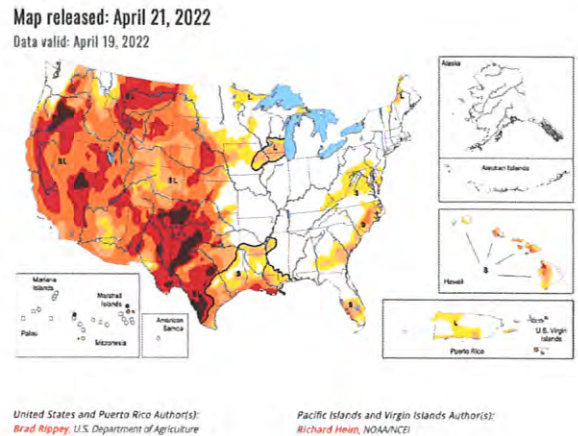 Map released: April 21, 2022
Data valid: April 19, 2022
Alaska
Aleutian Islands
L
L
L
SL
SL
S
S
S
S
S
Hawaii
Mariana
Islands
Marshall
Islands
Palau
Micronesia
American
Samoa
L
U.S. Virgin
Islands
Puerto Rico
United States and Puerto Rico Author(s):
Brad Rippey, U.S. Department of Agriculture
Pacific Islands and Virgin Islands Author(s):
Richard Heim, NOAA/NCEI